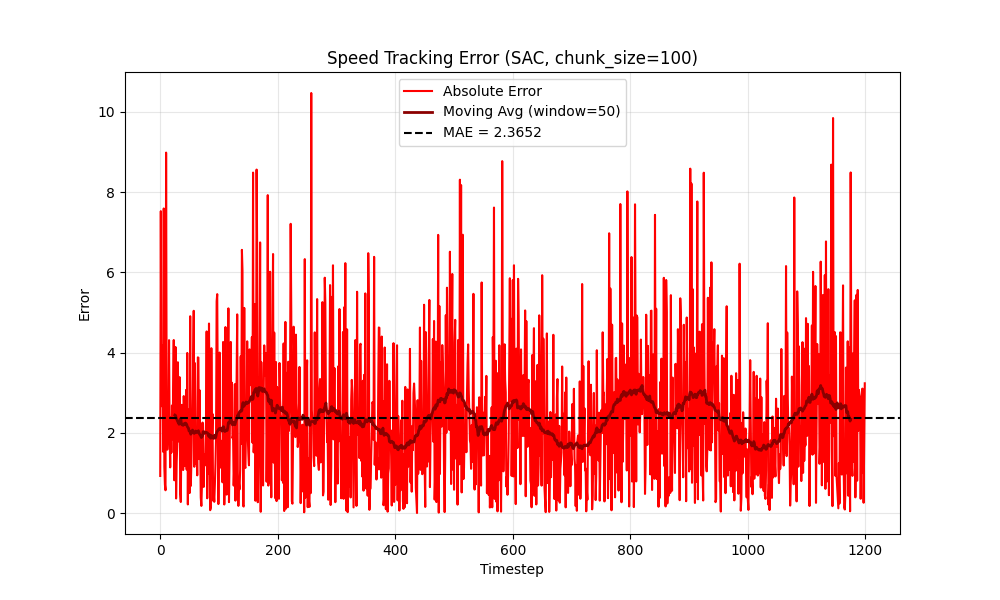 Speed Tracking Error (SAC, chunk_size=100)
Absolute Error
Moving Avg (window=50)
MAE = 2.3652
Error
10
8
6
4
2
0
0 200 400 600 800 1000 1200
Timestep